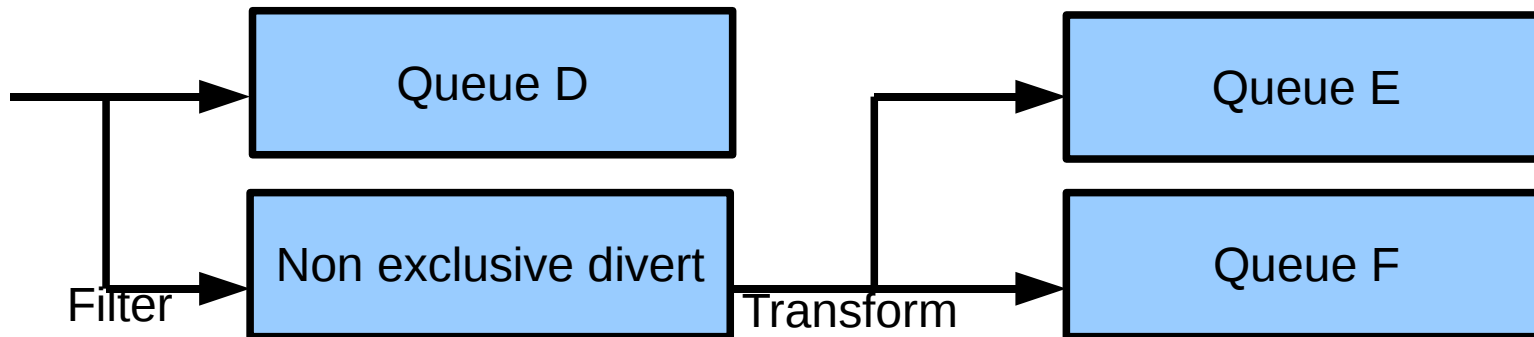 Queue D
Queue E
Non exclusive divert
Queue F
Filter
Transform